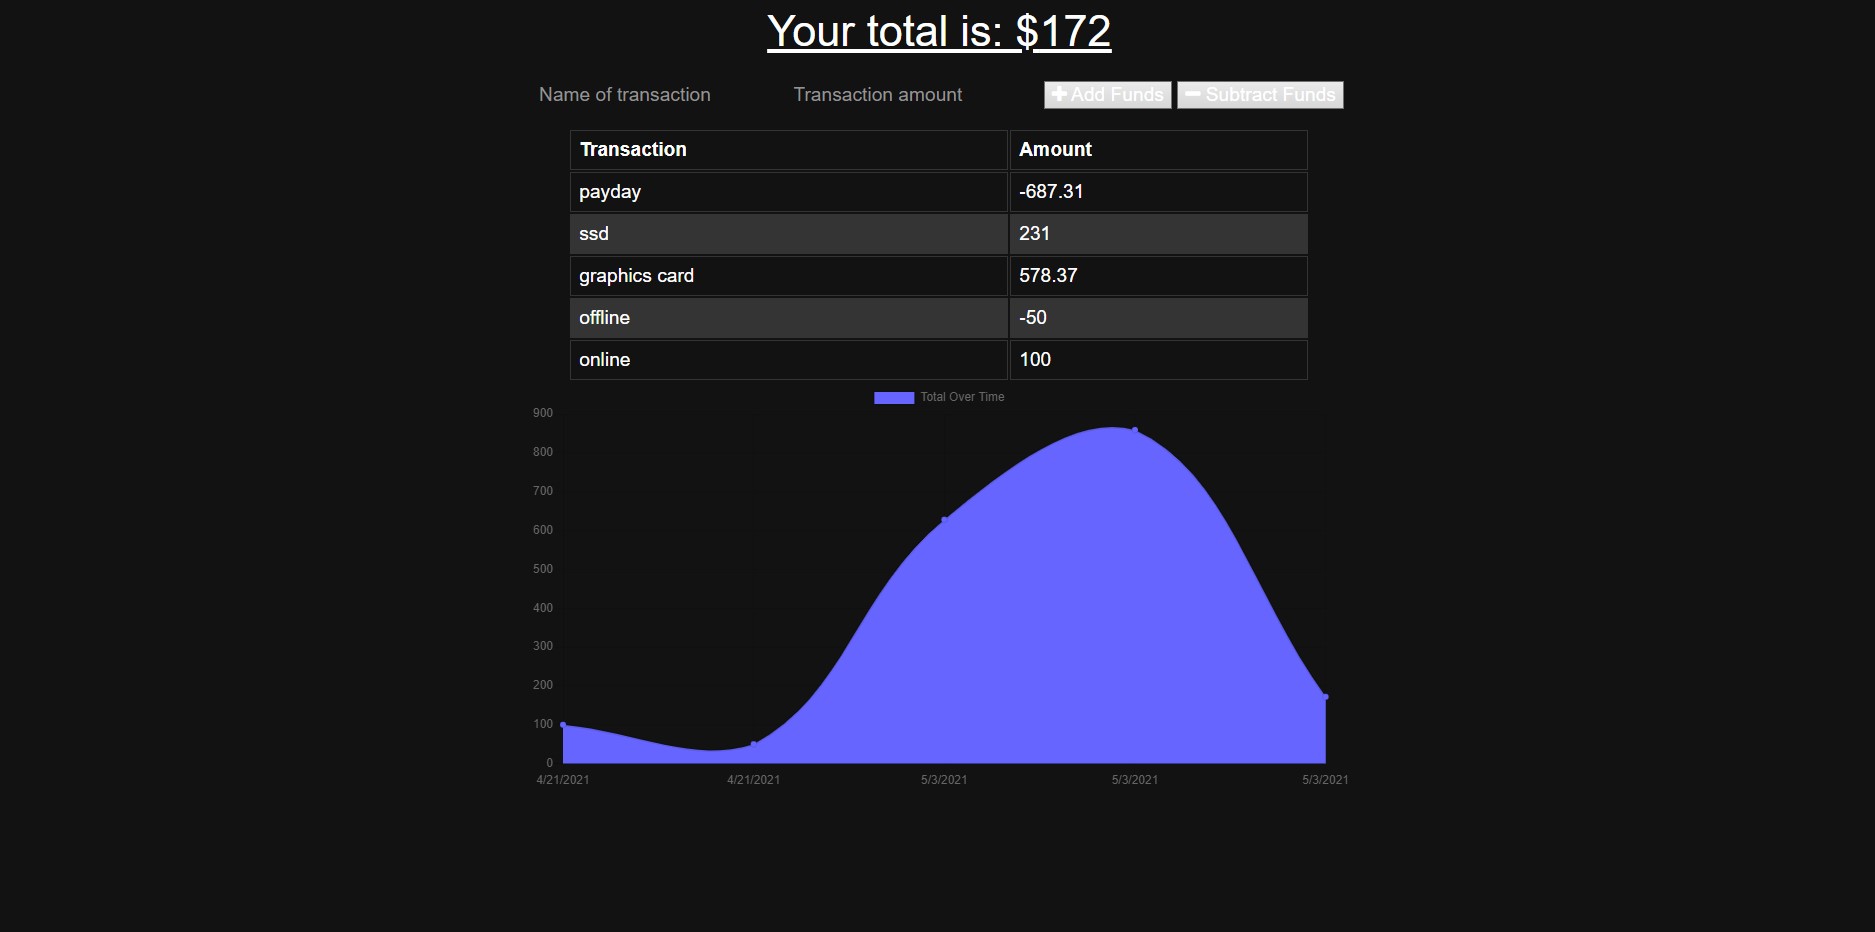 Your total is: $172
Name of transaction Transaction amount Add Funds Subtract Funds
Transaction Amount
payday -687.31
ssd 231
graphics card 578.37
offline -50
online 100
Total Over Time
900
800
700
600
500
400
300
200
100
0
4/21/2021 4/21/2021 5/3/2021 5/3/2021 5/3/2021